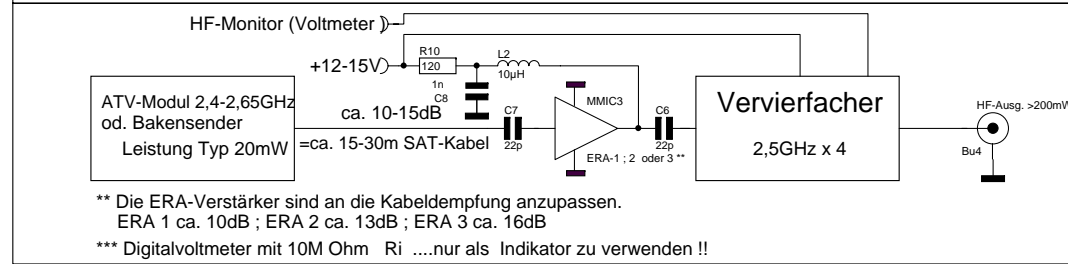 HF-Monitor (Voltmeter
+12-15V
R10
120
L2
10µH
1n
C8
ATV-Modul 2,4-2,65GHz
od. Bakensender
Leistung Typ 20mW
ca. 10-15dB
=ca. 15-30m SAT-Kabel
C7
22p
MMIC3
ERA-1 ; 2 oder 3 **
C6
22p
Vervierfacher
2,5GHz x 4
HF-Ausg. >200mW
Bu4
** Die ERA-Verstärker sind an die Kabeldempfung anzupassen.
ERA 1 ca. 10dB ; ERA 2 ca. 13dB ; ERA 3 ca. 16dB
*** Digitalvoltmeter mit 10M Ohm Ri ....nur als Indikator zu verwenden !!